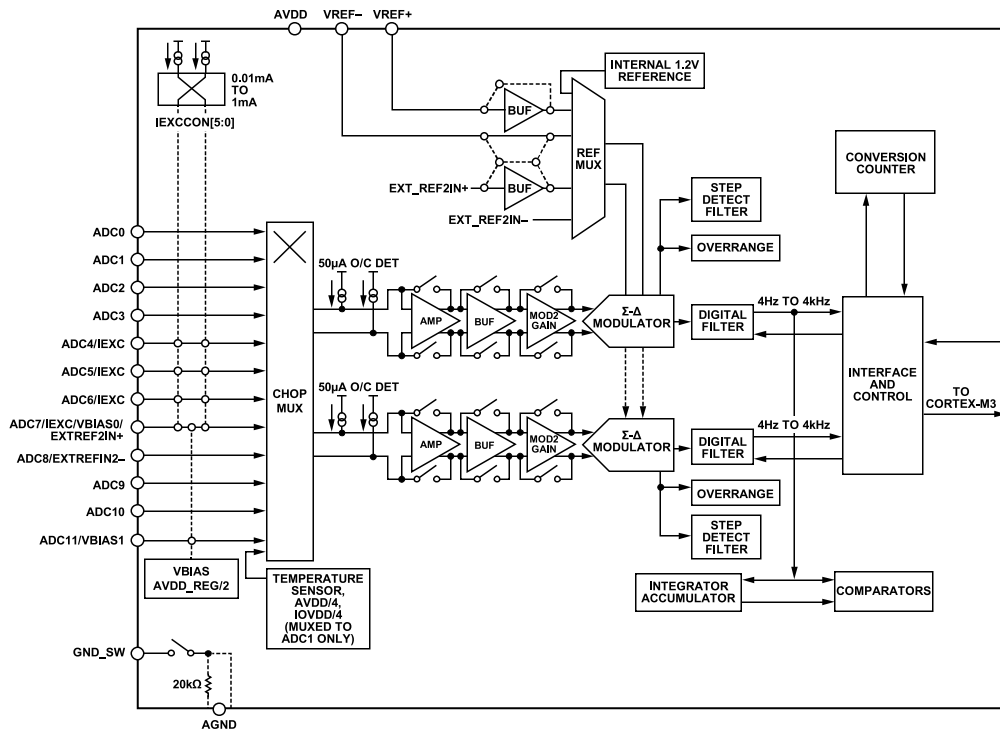 AVDD VREF– VREF+
0.01mA
TO
1mA
IEXCCON[5:0]
INTERNAL 1.2V
REFERENCE
BUF
REF
MUX
EXT_REF2IN+
BUF
EXT_REF2IN–
CONVERSION
COUNTER
STEP
DETECT
FILTER
OVERRANGE
ADC0
ADC1
ADC2
ADC3
ADC4/IEXC
ADC5/IEXC
ADC6/IEXC
ADC7/IEXC/VBIAS0/
EXTREF2IN+
ADC8/EXTREFIN2–
ADC9
ADC10
ADC11/VBIAS1
CHOP
MUX
50µA O/C DET
AMP
BUF
MOD2
GAIN
Σ-Δ
MODULATOR
DIGITAL
FILTER
4Hz TO 4kHz
INTERFACE
AND
CONTROL
TO
CORTEX-M3
50µA O/C DET
AMP
BUF
MOD2
GAIN
Σ-Δ
MODULATOR
DIGITAL
FILTER
4Hz TO 4kHz
OVERRANGE
STEP
DETECT
FILTER
VBIAS
AVDD_REG/2
TEMPERATURE
SENSOR,
AVDD/4,
IOVDD/4
(MUXED TO
ADC1 ONLY)
INTEGRATOR
ACCUMULATOR
COMPARATORS
GND_SW
20kΩ
AGND